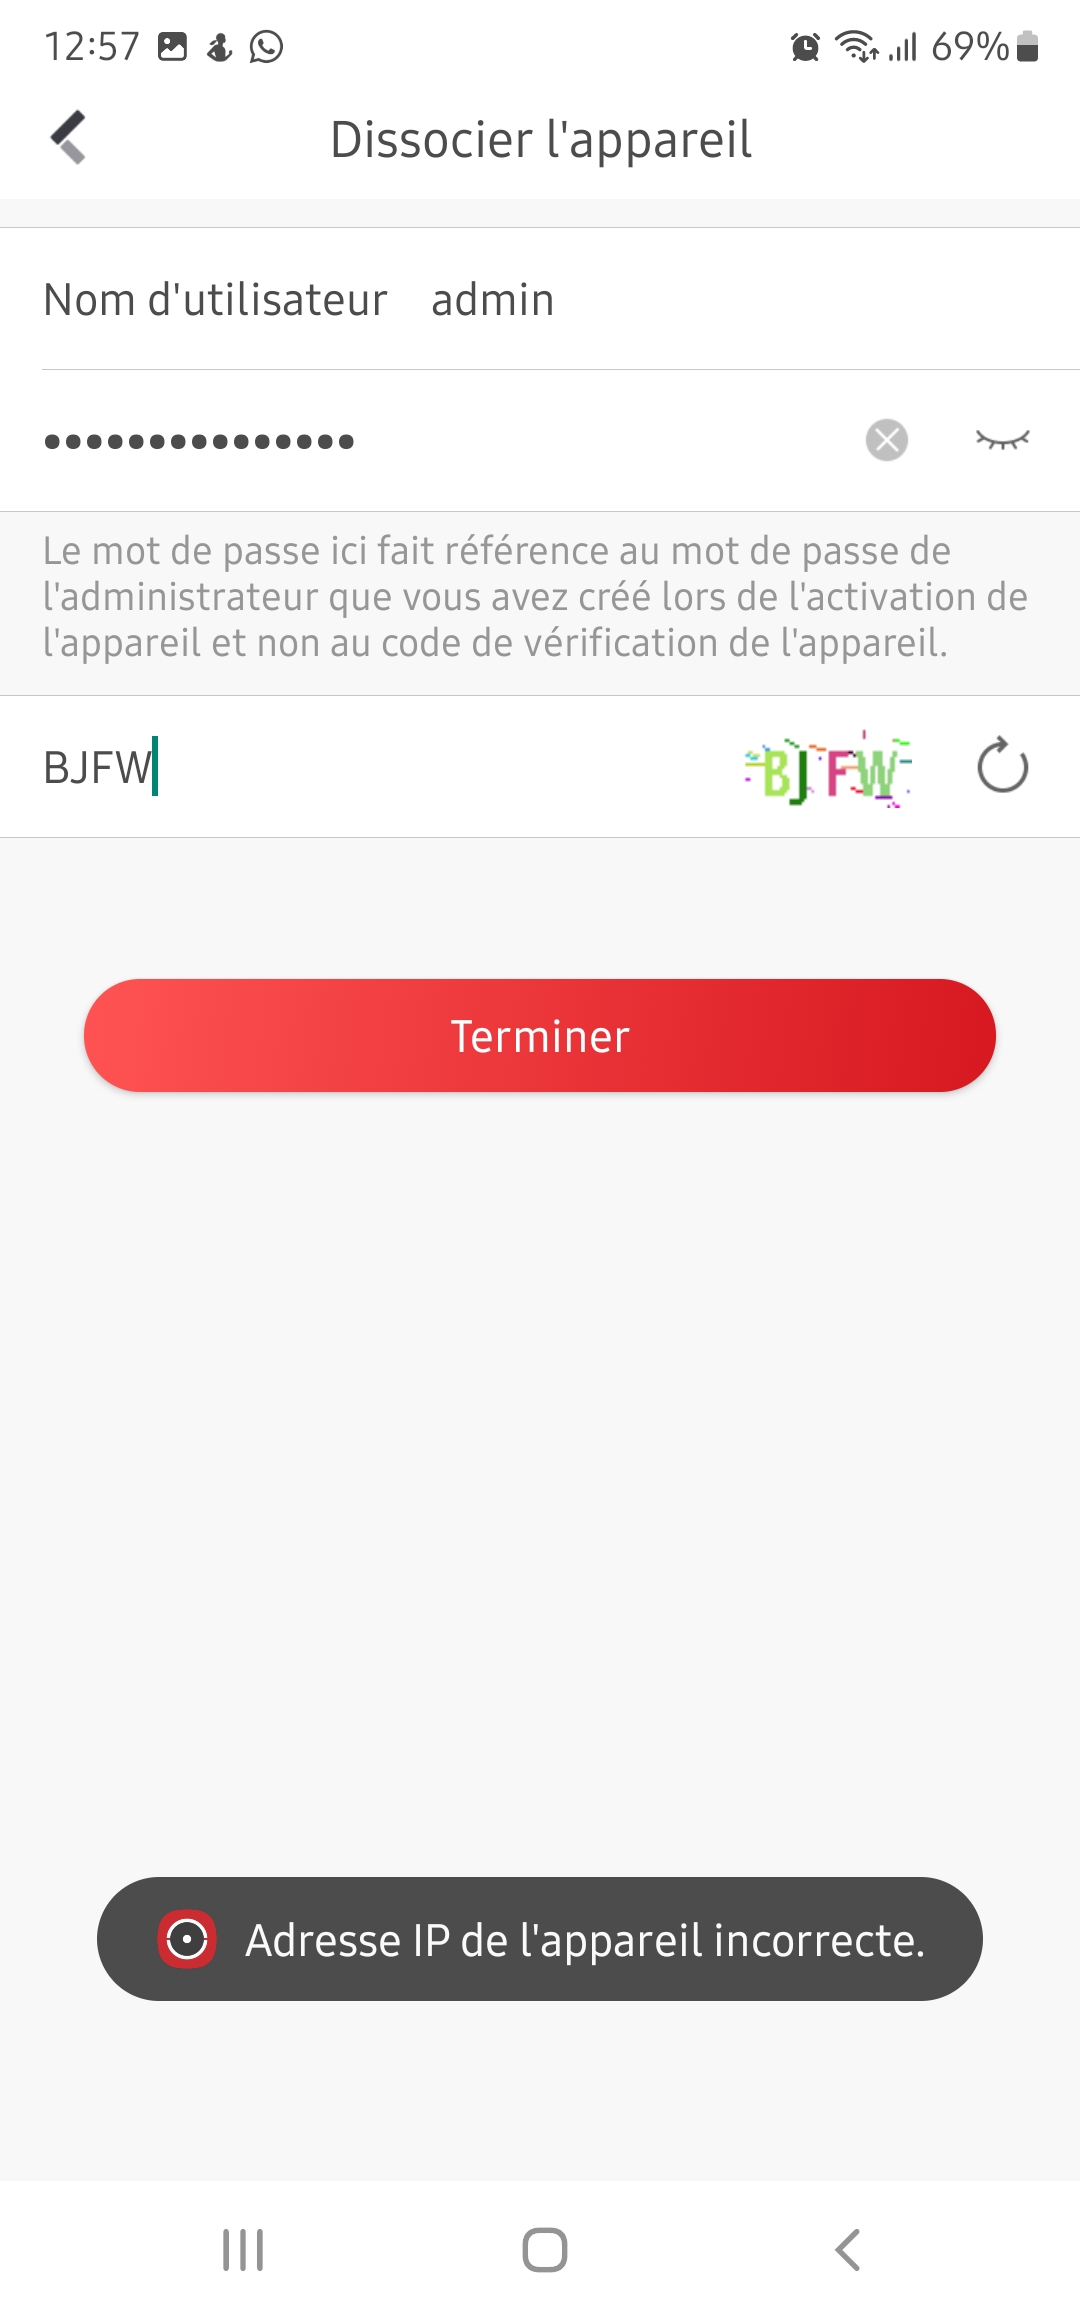 12:57 69%
Dissocier l'appareil
Nom d'utilisateur admin
•••••••••••••••
Le mot de passe ici fait référence au mot de passe de
l'administrateur que vous avez créé lors de l'activation de
l'appareil et non au code de vérification de l'appareil.
BJFW BJFW
Terminer
Adresse IP de l'appareil incorrecte.